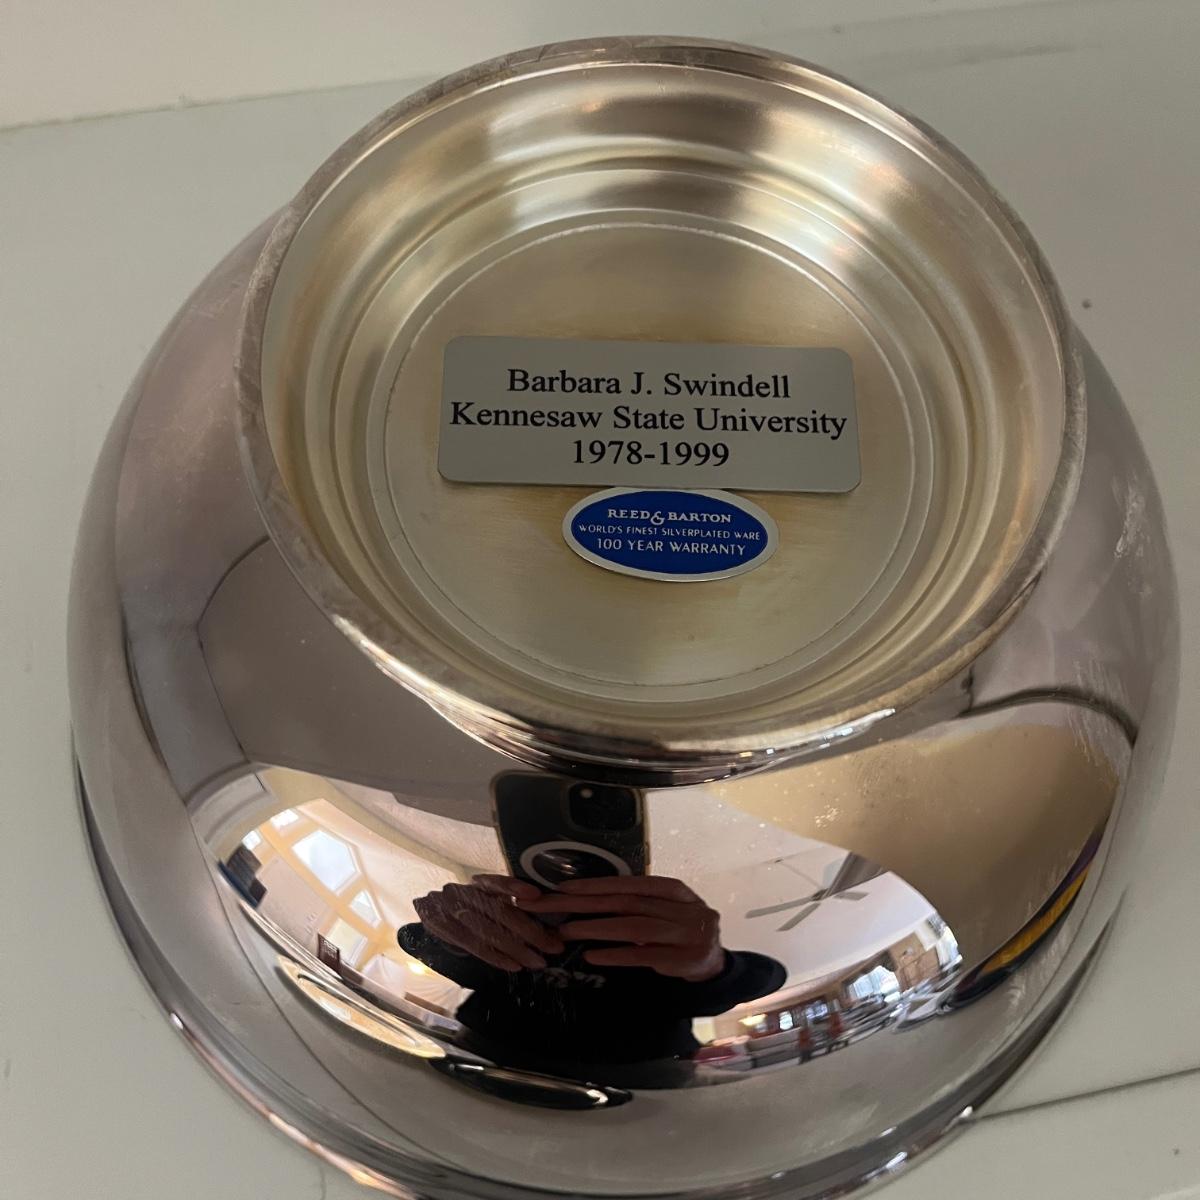 Barbara J. Swindell
Kennesaw State University
1978-1999
REED & BARTON
WORLD'S FINEST SILVERPLATED WARE
100 YEAR WARRANTY